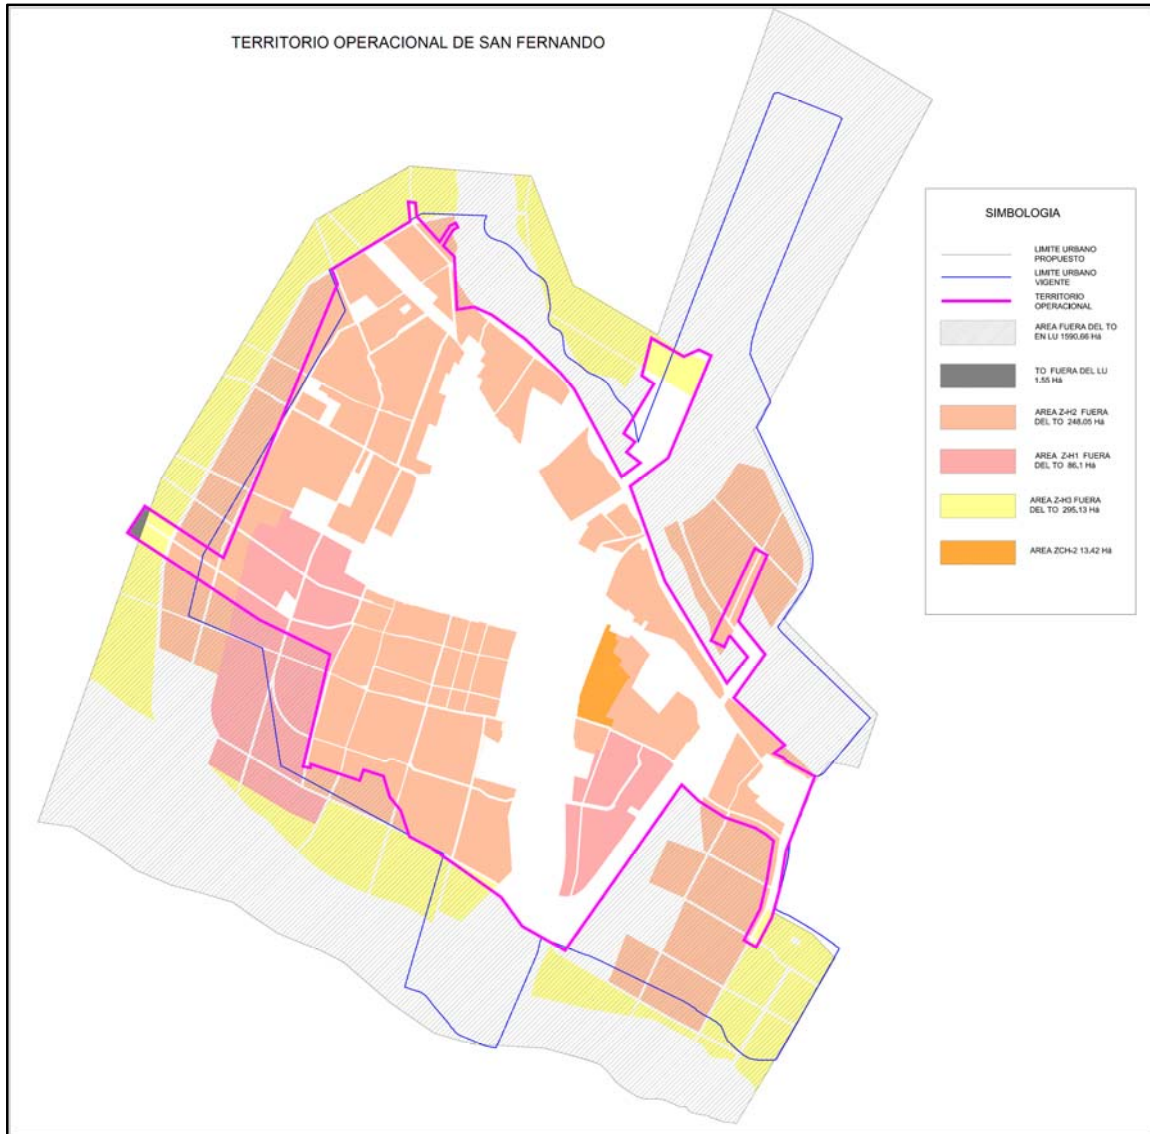 TERRITORIO OPERACIONAL DE SAN FERNANDO
SIMBOLOGIA
LIMITE URBANO
PROPUESTO
LIMITE URBANO
VIGENTE
TERRITORIO
OPERACIONAL
AREA FUERA DEL TO
EN LU 1590,66 Há
TO FUERA DEL LU
1,55 Há
AREA Z-H2 FUERA
DEL TO 248,05 Há
AREA Z-H1 FUERA
DEL TO 86,1 Há
AREA Z-H3 FUERA
DEL TO 295,13 Há
AREA ZCH-2 13,42 Há